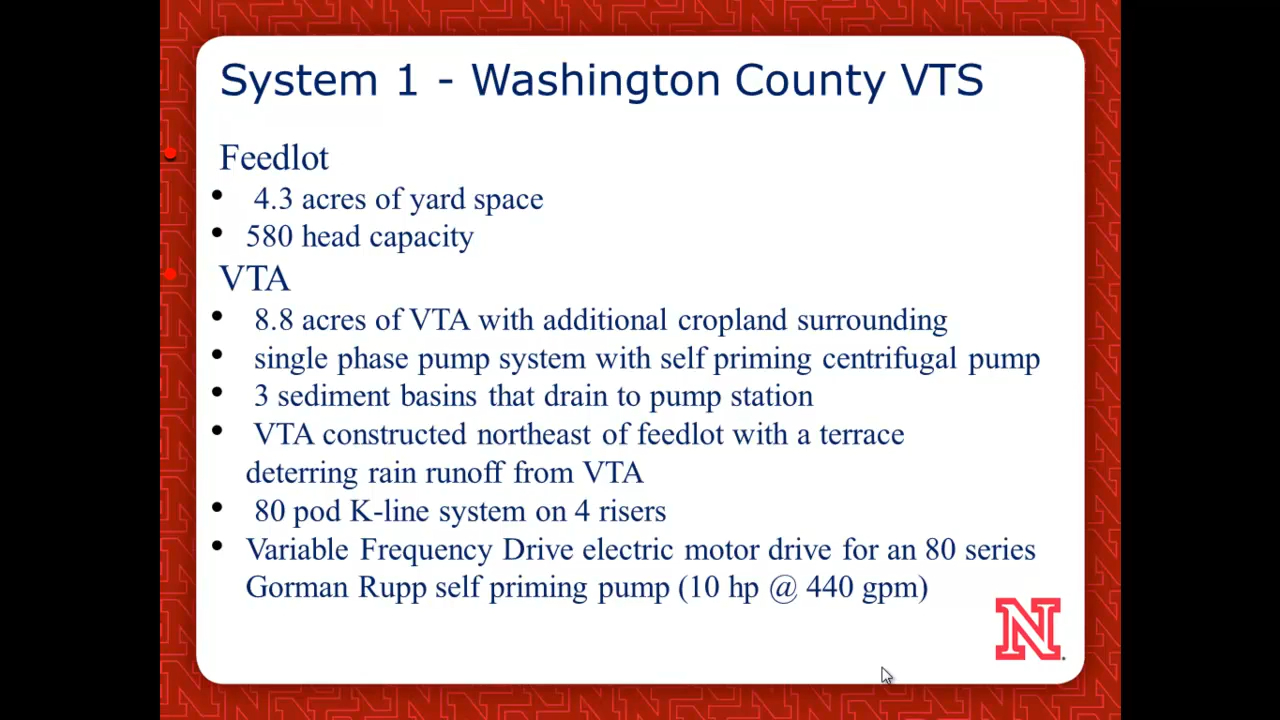 System 1 - Washington County VTS
Feedlot
4.3 acres of yard space
580 head capacity
VTA
8.8 acres of VTA with additional cropland surrounding
single phase pump system with self priming centrifugal pump
3 sediment basins that drain to pump station
VTA constructed northeast of feedlot with a terrace
deterring rain runoff from VTA
80 pod K-line system on 4 risers
Variable Frequency Drive electric motor drive for an 80 series
Gorman Rupp self priming pump (10 hp @ 440 gpm)
N